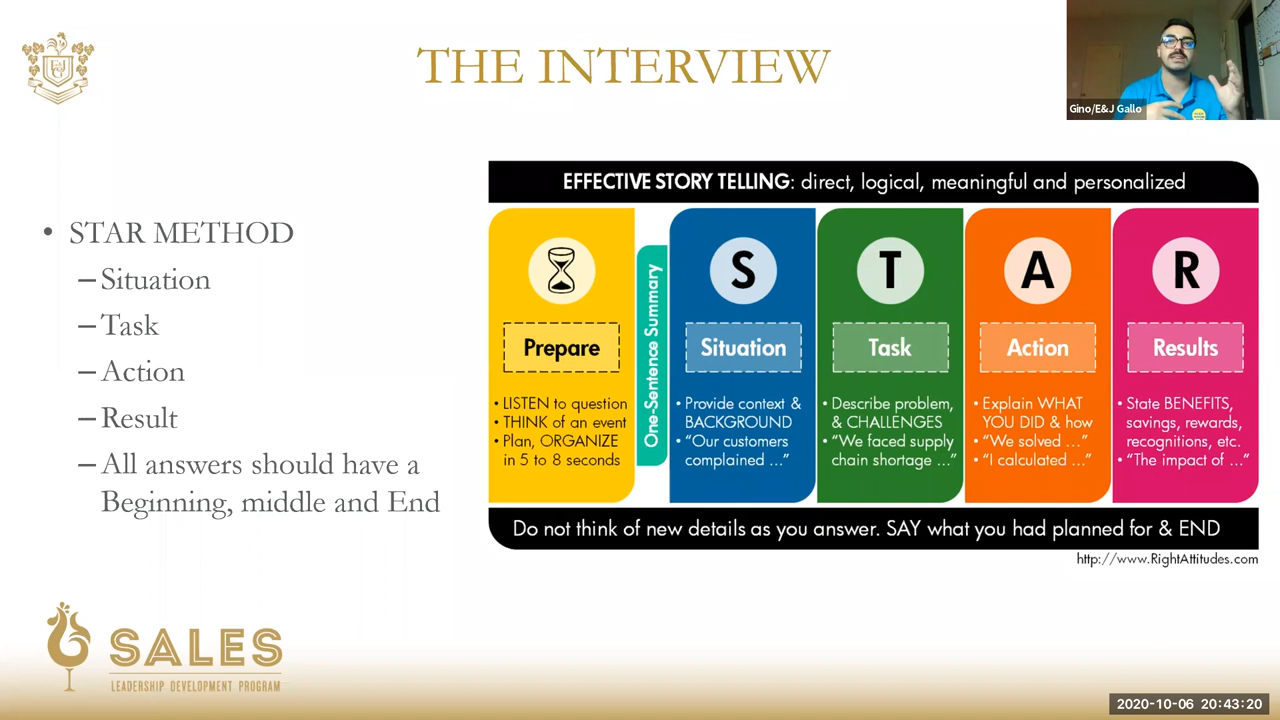 THE INTERVIEW
Gino/E&J Gallo
• STAR METHOD
– Situation
– Task
– Action
– Result
– All answers should have a
Beginning, middle and End
EFFECTIVE STORY TELLING: direct, logical, meaningful and personalized
Prepare
• LISTEN to question
• THINK of an event
• Plan, ORGANIZE
in 5 to 8 seconds
One-Sentence Summary
S
Situation
• Provide context &
BACKGROUND
• “Our customers
complained ...”
T
Task
• Describe problem,
& CHALLENGES
• “We faced supply
chain shortage ...”
A
Action
• Explain WHAT
YOU DID & how
• “We solved ...”
• “I calculated ...”
R
Results
• State BENEFITS,
savings, rewards,
recognitions, etc.
• “The impact of ...”
Do not think of new details as you answer. SAY what you had planned for & END
http://www.RightAttitudes.com
SALES
LEADERSHIP DEVELOPMENT PROGRAM
2020-10-06 20:43:20